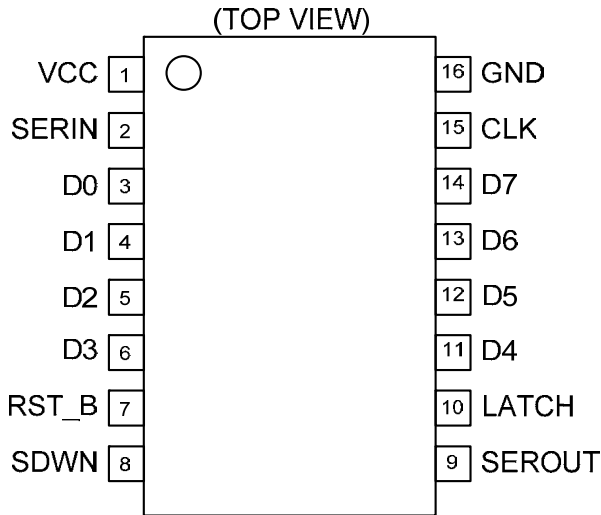 (TOP VIEW)
VCC 1 16 GND
SERIN 2 15 CLK
D0 3 14 D7
D1 4 13 D6
D2 5 12 D5
D3 6 11 D4
RST_B 7 10 LATCH
SDWN 8 9 SEROUT